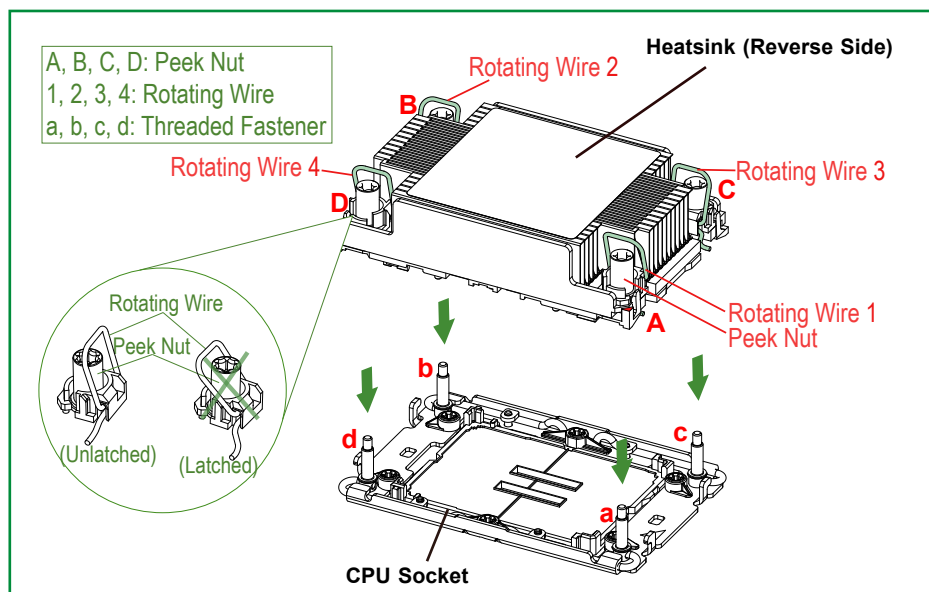 A, B, C, D: Peek Nut
1, 2, 3, 4: Rotating Wire
a, b, c, d: Threaded Fastener
Heatsink (Reverse Side)
Rotating Wire 2
B
Rotating Wire 4
D
Rotating Wire 3
C
Rotating Wire 1
Peek Nut
A
Rotating Wire
Peek Nut
(Unlatched)
(Latched)
b
d
c
a
CPU Socket